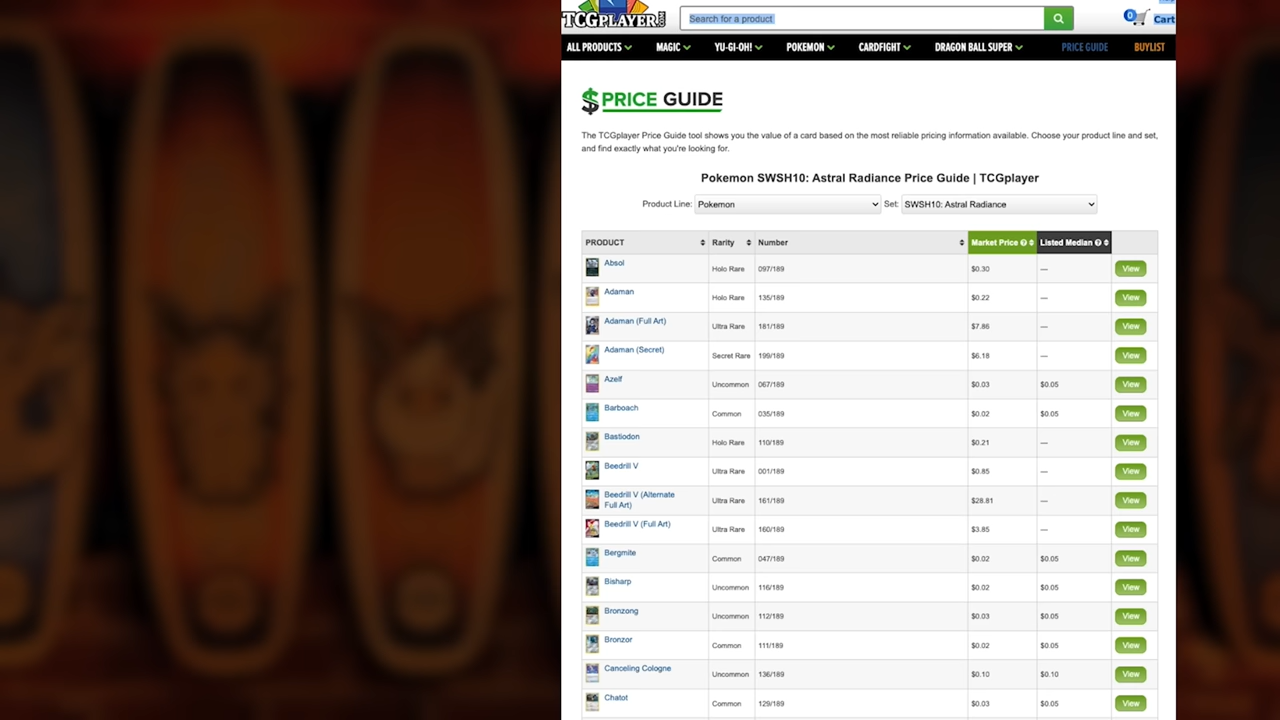 TCGPLAYER.COM
Search for a product
0
Cart
ALL PRODUCTS MAGIC YU-GI-OH! POKEMON CARDFIGHT DRAGON BALL SUPER PRICE GUIDE BUYLIST
$ PRICE GUIDE
The TCGplayer Price Guide tool shows you the value of a card based on the most reliable pricing information available. Choose your product line and set,
and find exactly what you're looking for.
Pokemon SWSH10: Astral Radiance Price Guide | TCGplayer
Product Line: Pokemon Set: SWSH10: Astral Radiance
PRODUCT Rarity Number Market Price Listed Median
Absol Holo Rare 097/189 $0.30 — View
Adaman Holo Rare 135/189 $0.22 — View
Adaman (Full Art) Ultra Rare 181/189 $7.86 — View
Adaman (Secret) Secret Rare 199/189 $6.18 — View
Azelf Uncommon 067/189 $0.03 $0.05 View
Barboach Common 035/189 $0.02 $0.05 View
Bastiodon Holo Rare 110/189 $0.21 — View
Beedrill V Ultra Rare 001/189 $0.85 — View
Beedrill V (Alternate
Full Art) Ultra Rare 161/189 $28.81 — View
Beedrill V (Full Art) Ultra Rare 160/189 $3.85 — View
Bergmite Common 047/189 $0.02 $0.05 View
Bisharp Uncommon 116/189 $0.02 $0.05 View
Bronzong Uncommon 112/189 $0.03 $0.05 View
Bronzor Common 111/189 $0.02 $0.05 View
Canceling Cologne Uncommon 136/189 $0.10 $0.10 View
Chatot Common 129/189 $0.03 $0.05 View